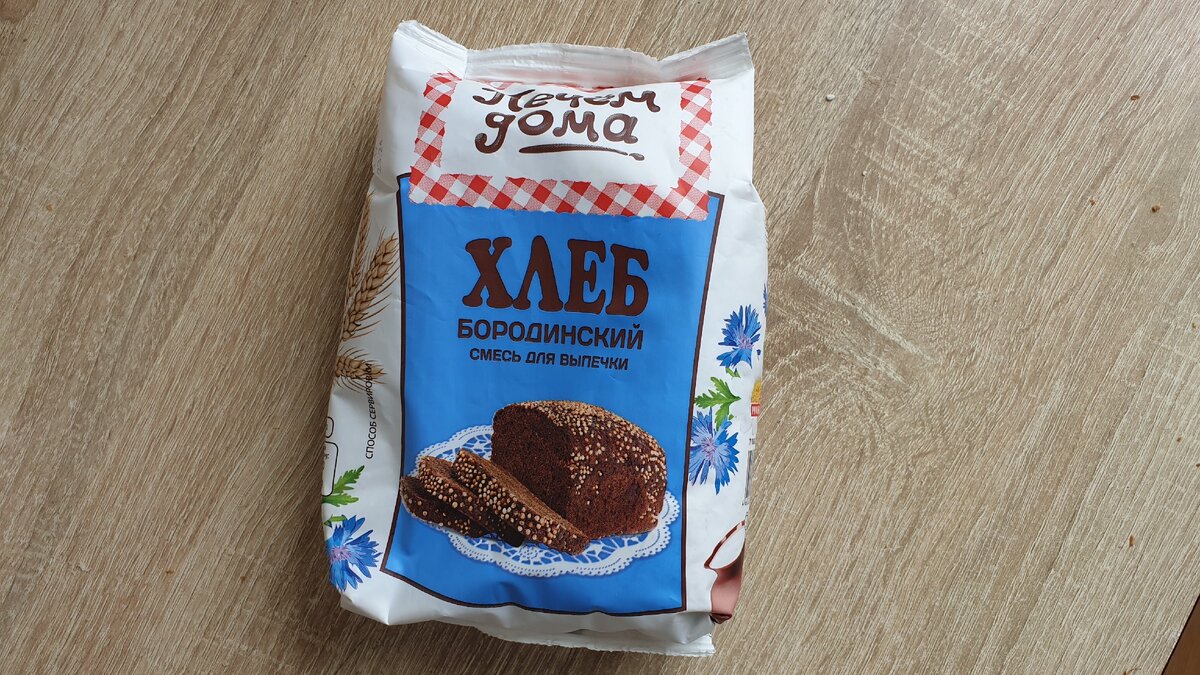 Печём
дома
ХЛЕБ
БОРОДИНСКИЙ
СМЕСЬ ДЛЯ ВЫПЕЧКИ
СПОСОБ СЕРВИРОВКИ